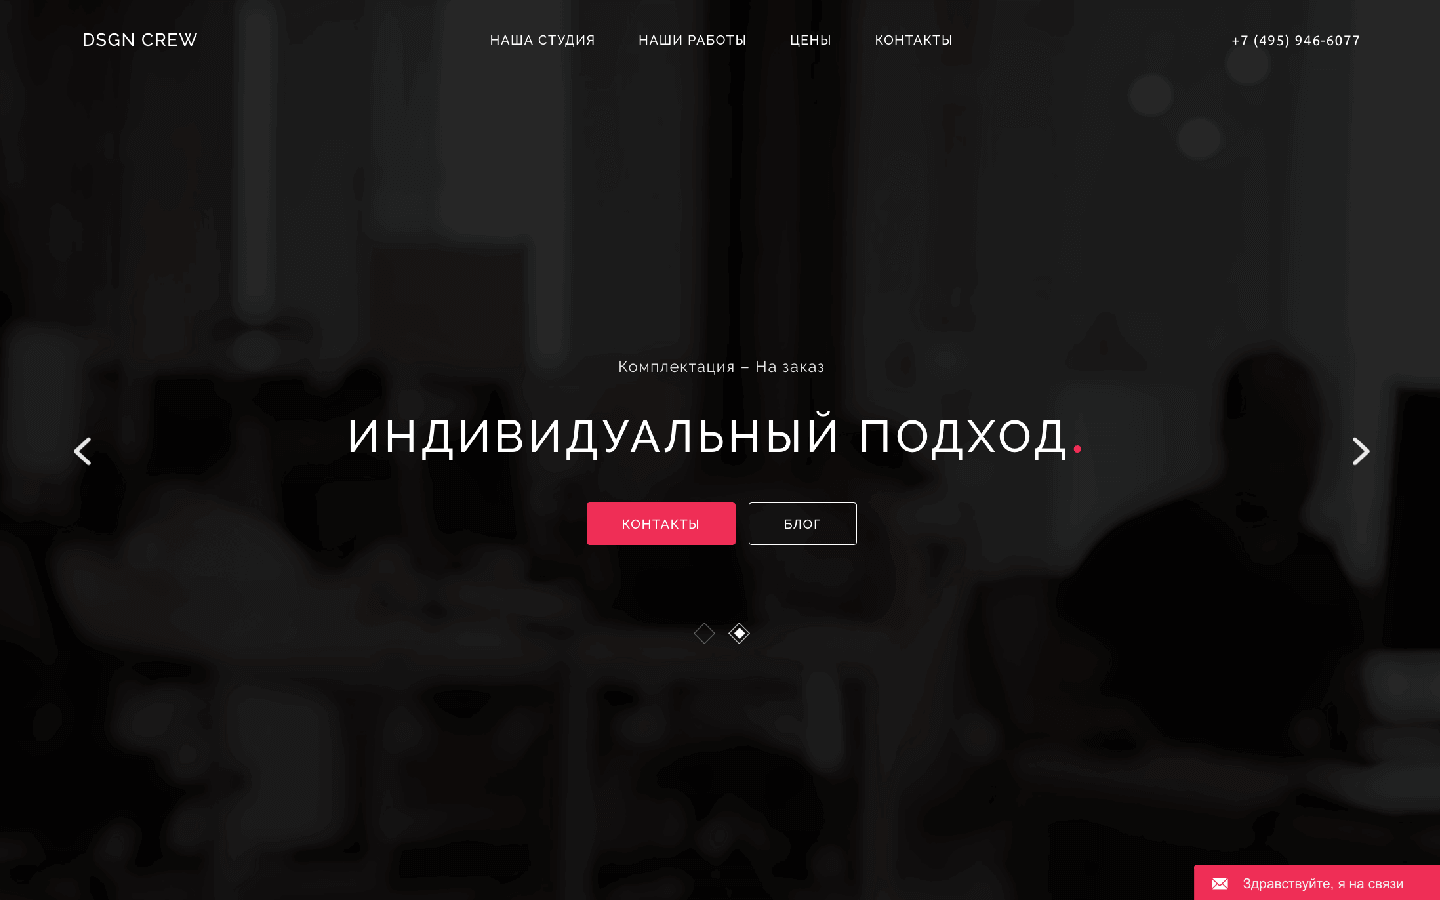 DSGN CREW
НАША СТУДИЯ
НАШИ РАБОТЫ
ЦЕНЫ
КОНТАКТЫ
+7 (495) 946-6077
Комплектация – На заказ
ИНДИВИДУАЛЬНЫЙ ПОДХОД.
КОНТАКТЫ
БЛОГ
Здравствуйте, я на связи